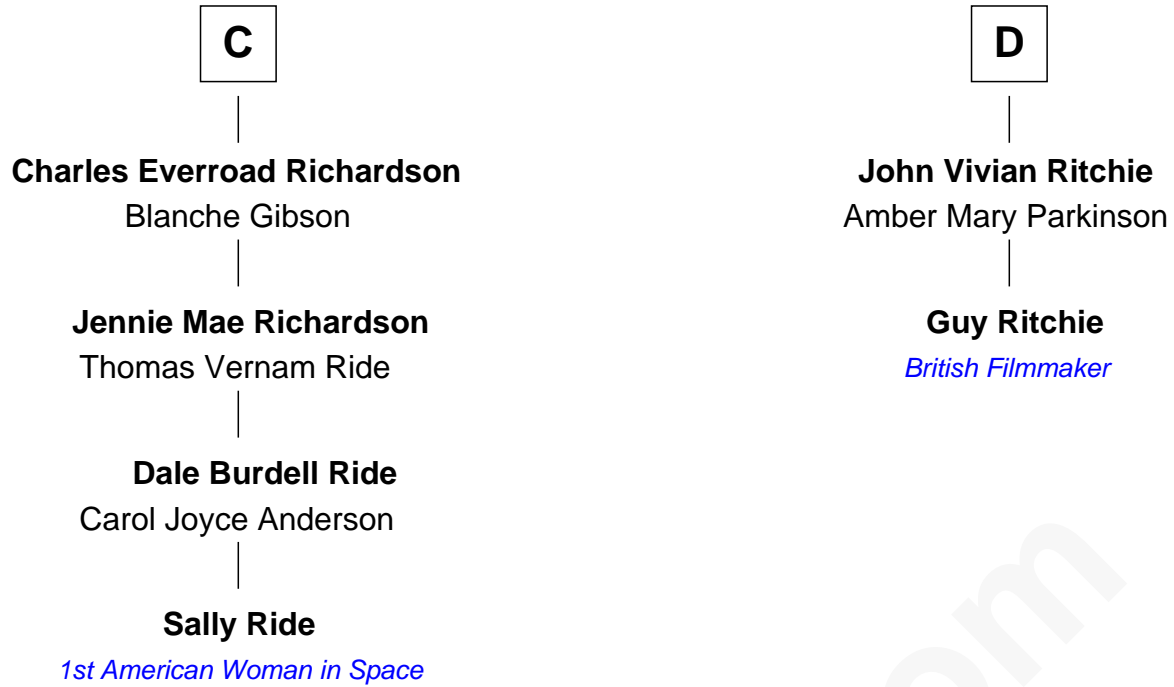 C
Charles Everroad Richardson
Blanche Gibson
Jennie Mae Richardson
Thomas Vernam Ride
Dale Burdell Ride
Carol Joyce Anderson
Sally Ride
1st American Woman in Space
D
John Vivian Ritchie
Amber Mary Parkinson
Guy Ritchie
British Filmmaker
om